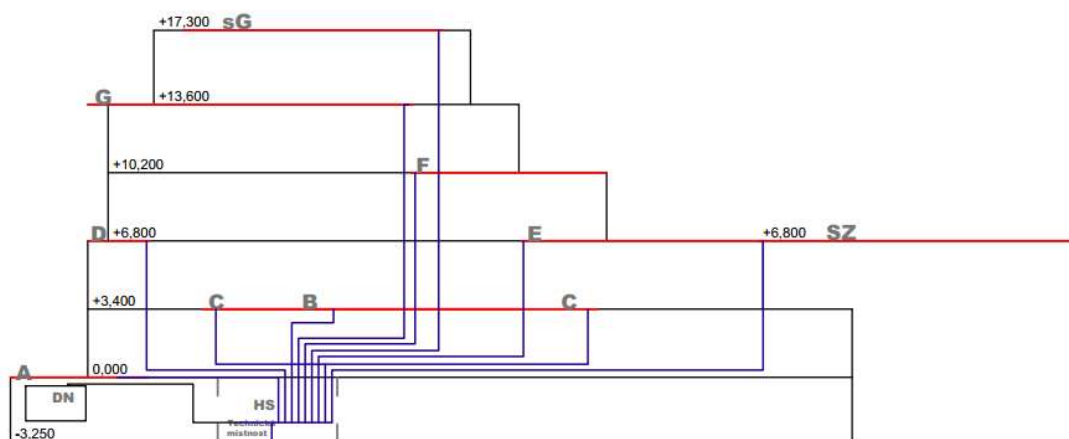 +17,300 sG
G +13,600
+10,200 F
D +6,800 E +6,800 SZ
+3,400 C B C
A 0,000
DN HS
Technická
místnost
-3,250